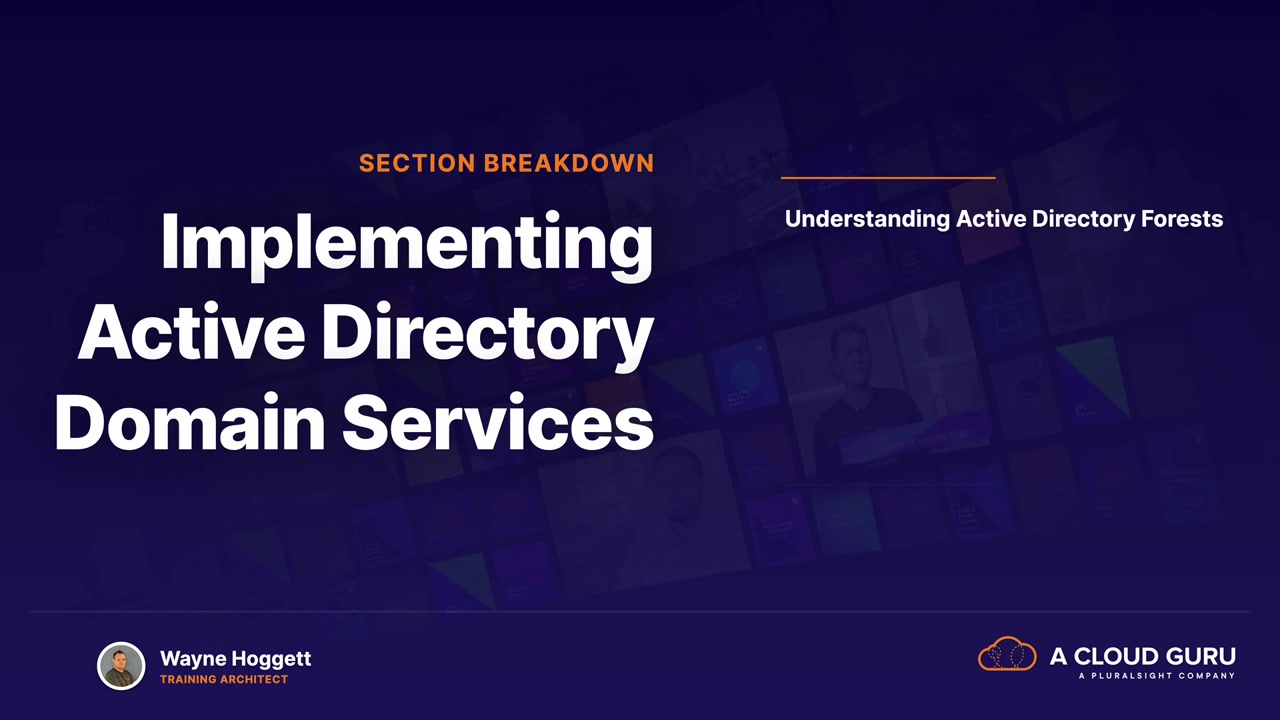 SECTION BREAKDOWN
Implementing
Active Directory
Domain Services
Understanding Active Directory Forests
Wayne Hoggett
TRAINING ARCHITECT
A CLOUD GURU
A PLURALSIGHT COMPANY